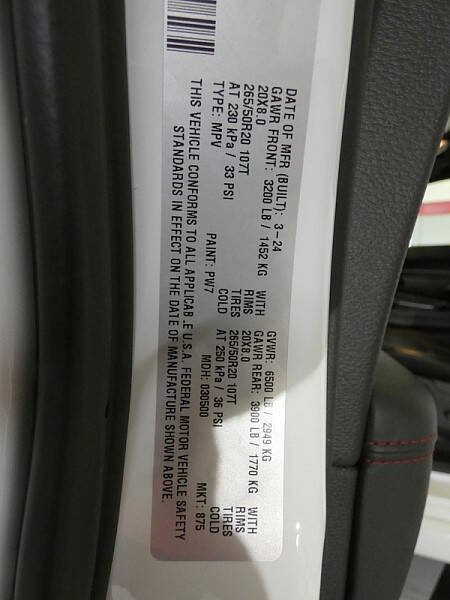 DATE OF MFR (BUILT): 3-24 GVWR: 6500 LB / 2949 KG
GAWR FRONT: 3200 LB / 1452 KG WITH GAWR REAR: 3900 LB / 1770 KG WITH
20X8.0 RIMS 20X8.0 RIMS
265/50R20 107T TIRES 265/50R20 107T TIRES
AT 230 kPa / 33 PSI COLD AT 250 kPa / 36 PSI COLD
TYPE: MPV PAINT: PW7 MDH: 030500 MKT: 875
THIS VEHICLE CONFORMS TO ALL APPLICAB.E U.S.A. FEDERAL MOTOR VEHICLE SAFETY
STANDARDS IN EFFECT ON THE DATE OF MANUFACTURE SHOWN ABOVE.